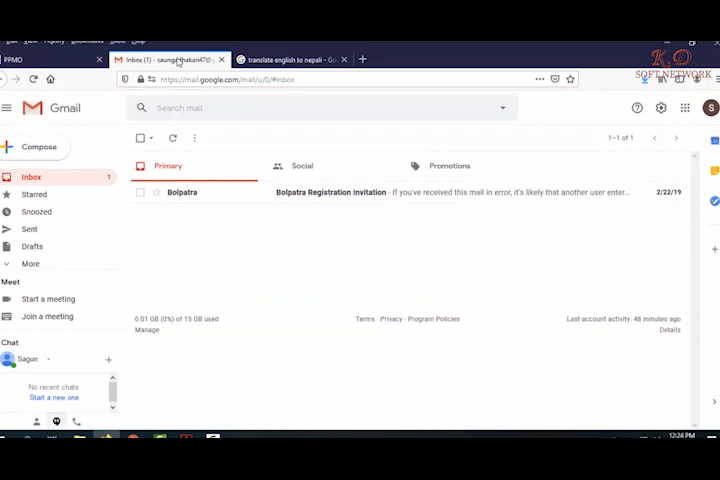 K.D
SOFT NETWORK
PPMO
Inbox (1) -
translate english to nepali - Go
https://mail.google.com/mail/u/0/#inbox
Gmail
Search mail
S
Compose
1–1 of 1
Inbox 1
Primary
Social
Promotions
Starred
Bolpatra
Bolpatra Registration Invitation - If you've received this mail in error, it's likely that another user enter...
2/22/19
Snoozed
Sent
Drafts
More
Meet
Start a meeting
Join a meeting
0.01 GB (0%) of 15 GB used
Manage
Terms · Privacy · Program Policies
Last account activity: 48 minutes ago
Details
Chat
Sagun
No recent chats
Start a new one
12:24 PM